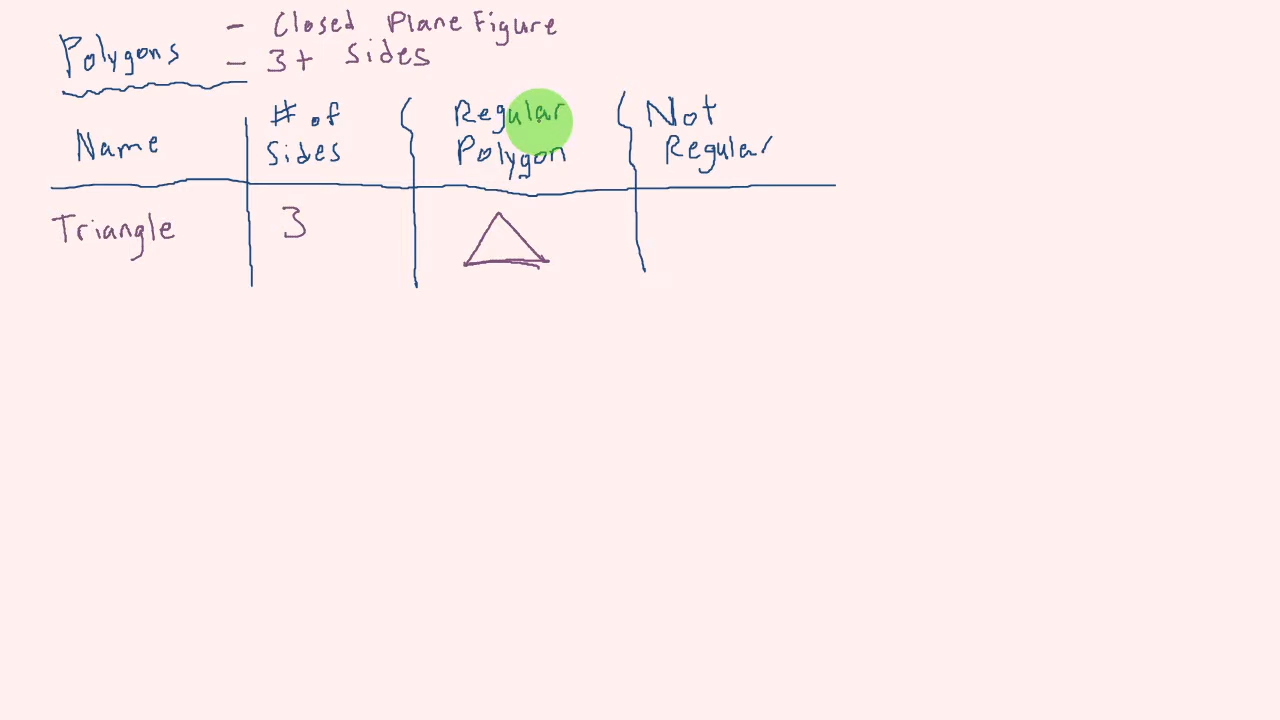 - Closed Plane Figure
Polygons - 3+ Sides
Name
# of Sides
Regular Polygon
Not Regular
Triangle 3